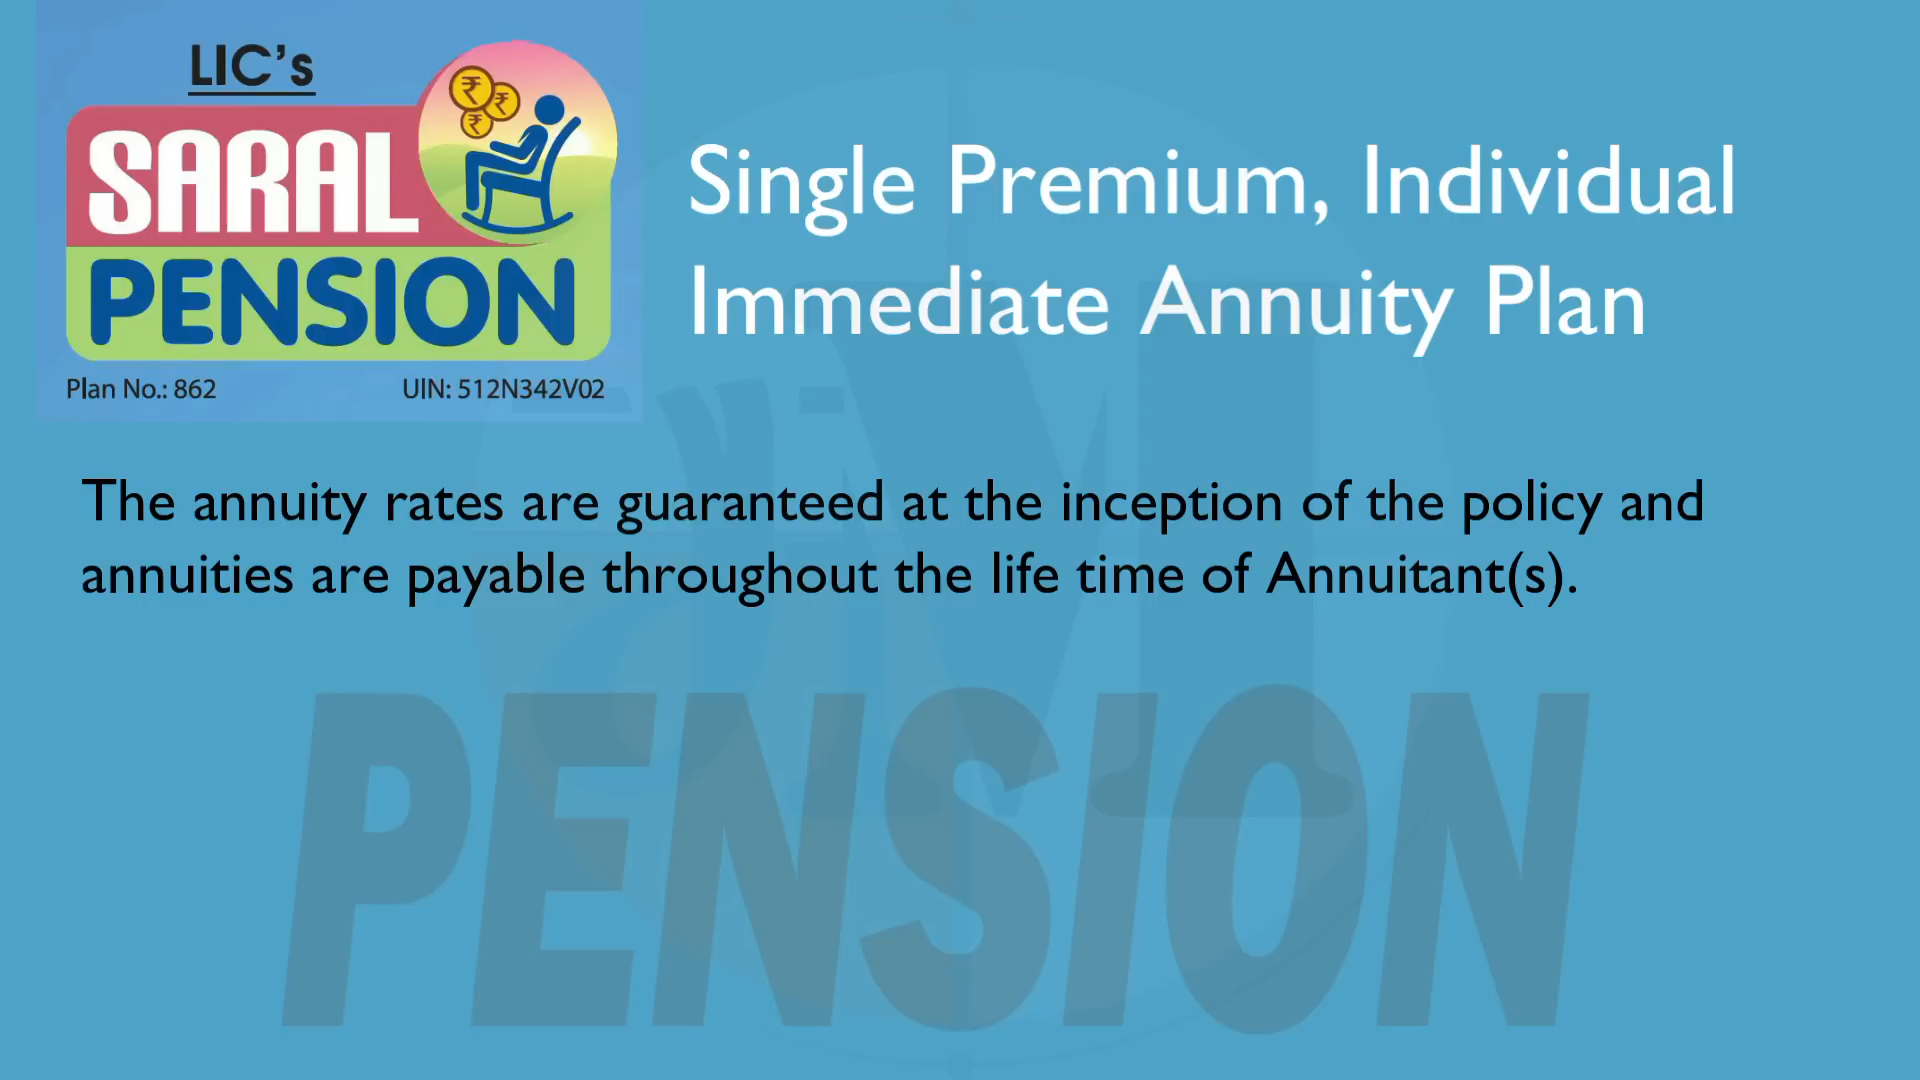 LIC's
SARAL
PENSION
Plan No.: 862 UIN: 512N342V02
Single Premium, Individual
Immediate Annuity Plan
The annuity rates are guaranteed at the inception of the policy and
annuities are payable throughout the life time of Annuitant(s).
PENSION